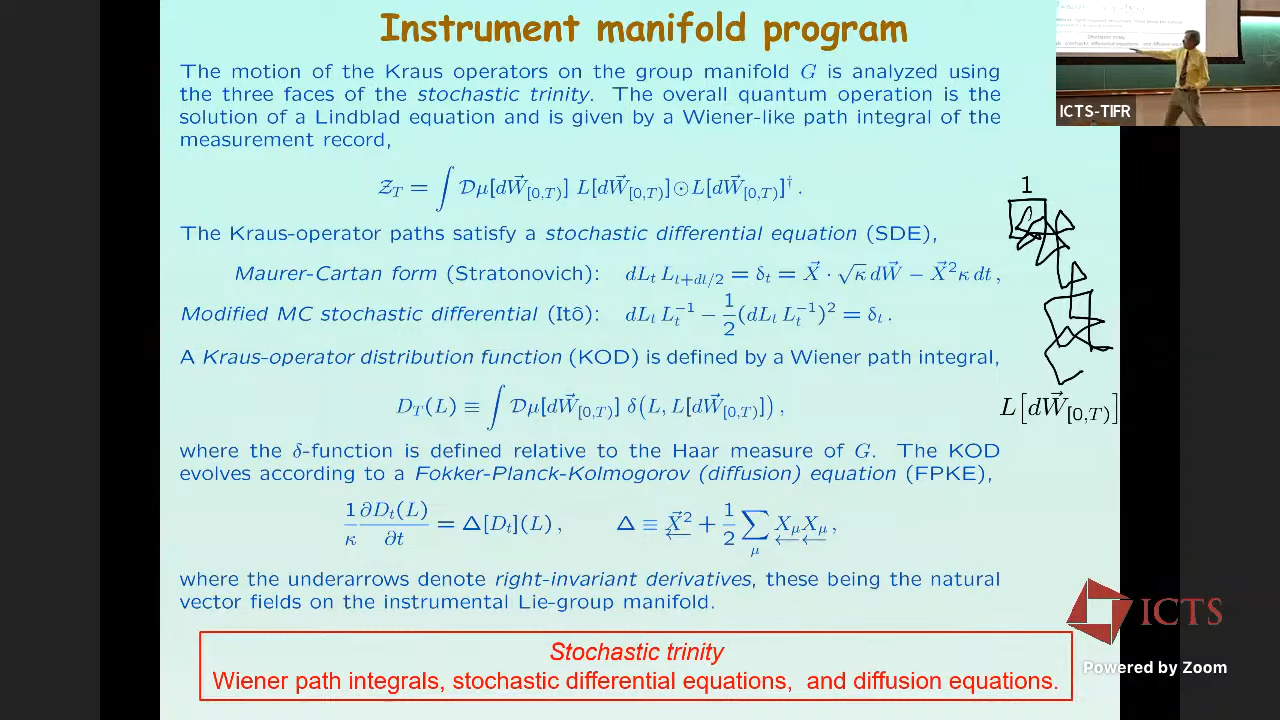 Instrument manifold program
The motion of the Kraus operators on the group manifold G is analyzed using
the three faces of the stochastic trinity. The overall quantum operation is the
solution of a Lindblad equation and is given by a Wiener-like path integral of the
measurement record,
𝒵_T = ∫ 𝒟μ[dW⃗_{[0,T)}] L[dW⃗_{[0,T)}] ⊙ L[dW⃗_{[0,T)}]† .
The Kraus-operator paths satisfy a stochastic differential equation (SDE),
Maurer-Cartan form (Stratonovich): dL_t L_{t+dt/2} = δ_t = X⃗ · √κ dW⃗ − X⃗² κ dt ,
Modified MC stochastic differential (Itô): dL_t L_t^{−1} − 1/2 (dL_t L_t^{−1})² = δ_t .
A Kraus-operator distribution function (KOD) is defined by a Wiener path integral,
D_T(L) ≡ ∫ 𝒟μ[dW⃗_{[0,T)}] δ(L, L[dW⃗_{[0,T)}]) ,
where the δ-function is defined relative to the Haar measure of G. The KOD
evolves according to a Fokker-Planck-Kolmogorov (diffusion) equation (FPKE),
1/κ ∂D_t(L)/∂t = Δ[D_t](L) , Δ ≡ X⃗² + 1/2 ∑_μ X_μ X_μ ,
where the underarrows denote right-invariant derivatives, these being the natural
vector fields on the instrumental Lie-group manifold.
Stochastic trinity
Wiener path integrals, stochastic differential equations, and diffusion equations.
1
L[dW⃗_{[0,T)}]
ICTS-TIFR
ICTS
Powered by Zoom